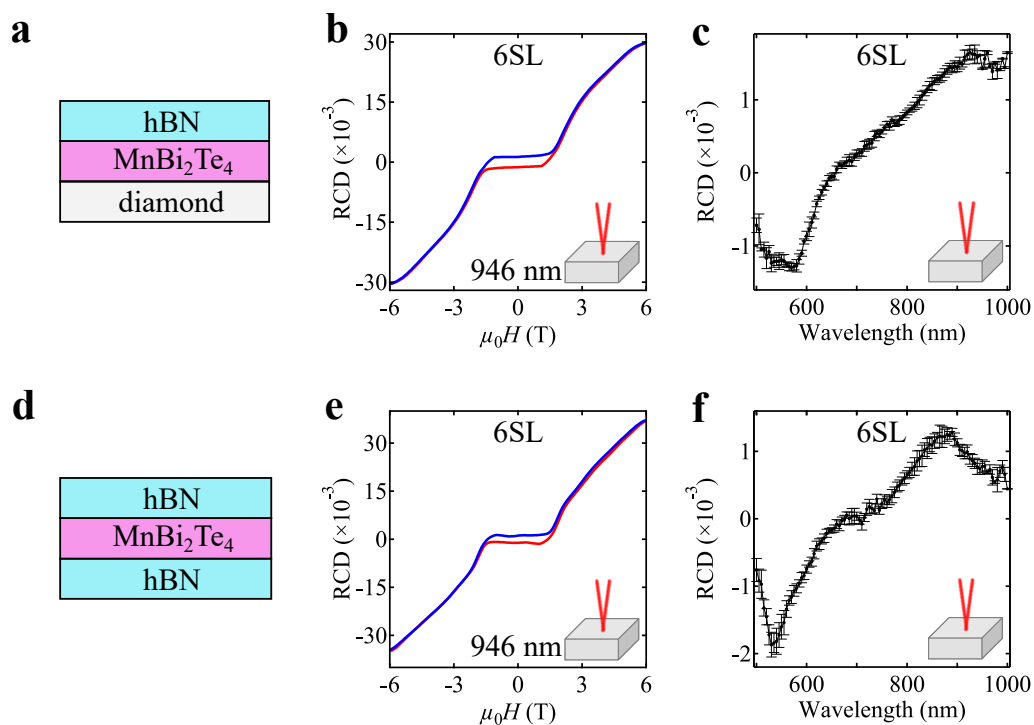 a
hBN
MnBi₂Te₄
diamond
b
6SL
RCD (×10⁻³)
30
15
0
-15
-30
946 nm
-6 -3 0 3 6
μ₀H (T)
c
6SL
RCD (×10⁻³)
1
0
-1
600 800 1000
Wavelength (nm)
d
hBN
MnBi₂Te₄
hBN
e
6SL
RCD (×10⁻³)
30
15
0
-15
-30
946 nm
-6 -3 0 3 6
μ₀H (T)
f
6SL
RCD (×10⁻³)
1
0
-1
-2
600 800 1000
Wavelength (nm)